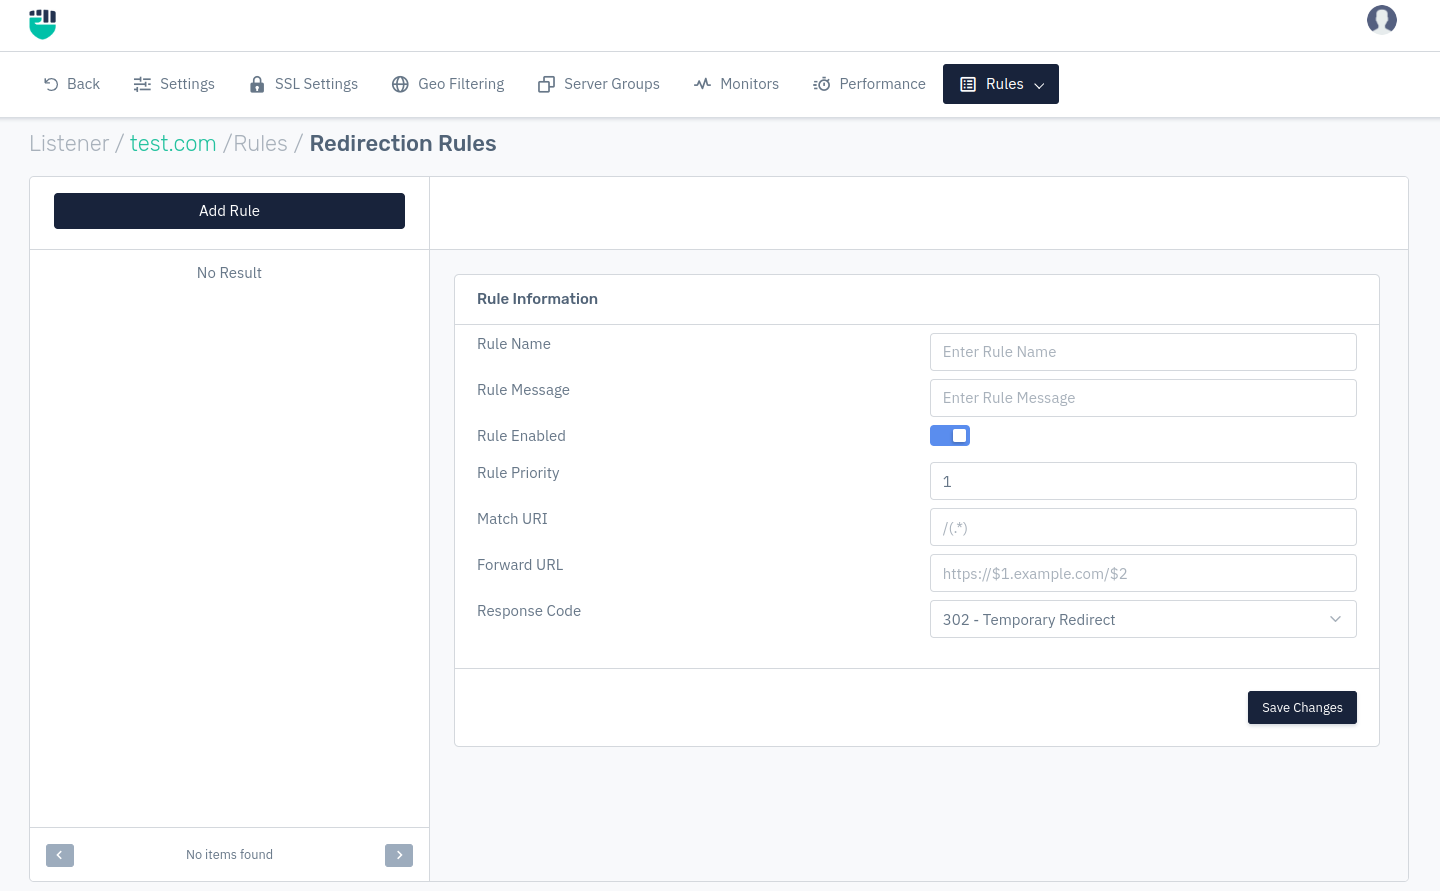 Back Settings SSL Settings Geo Filtering Server Groups Monitors Performance Rules
Listener / test.com /Rules / Redirection Rules
Add Rule
No Result
Rule Information
Rule Name Enter Rule Name
Rule Message Enter Rule Message
Rule Enabled
Rule Priority 1
Match URI /(.*)
Forward URL https://$1.example.com/$2
Response Code 302 - Temporary Redirect
Save Changes
No items found